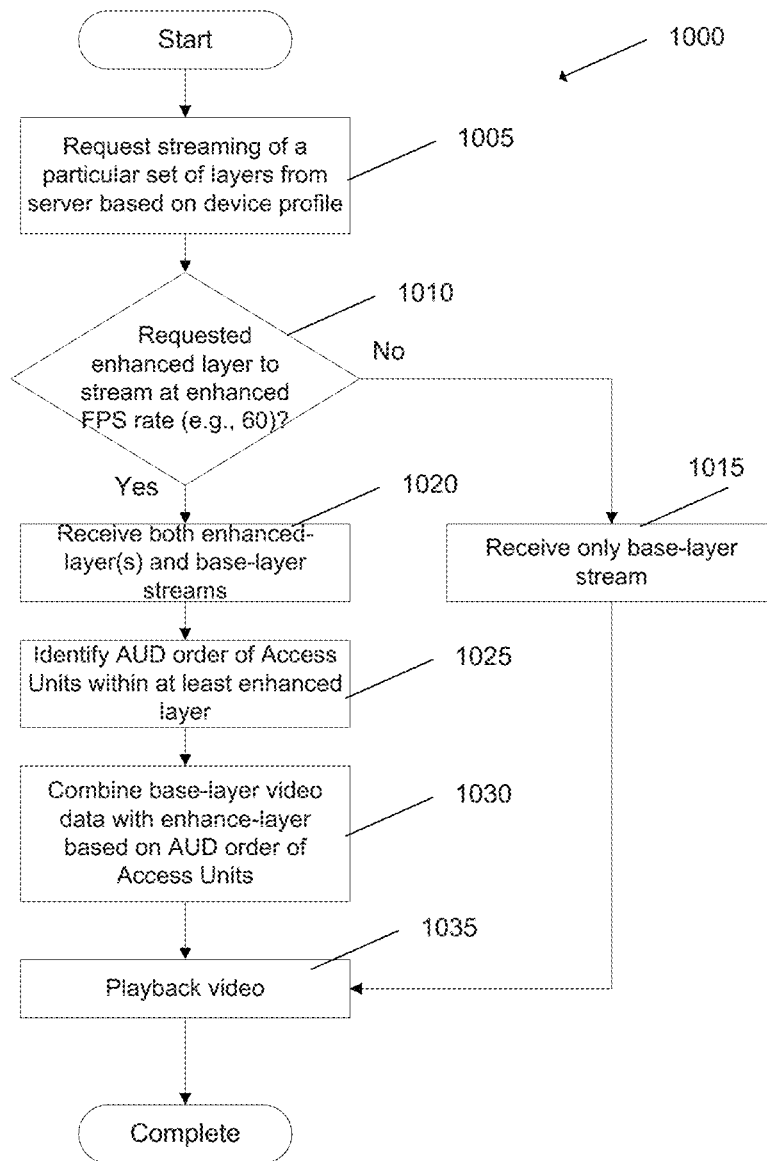 Start
1000
Request streaming of a
particular set of layers from
server based on device profile
1005
Requested
enhanced layer to
stream at enhanced
FPS rate (e.g., 60)?
1010
No
Yes
1015
Receive only base-layer
stream
1020
Receive both enhanced-
layer(s) and base-layer
streams
Identify AUD order of Access
Units within at least enhanced
layer
1025
Combine base-layer video
data with enhance-layer
based on AUD order of
Access Units
1030
1035
Playback video
Complete